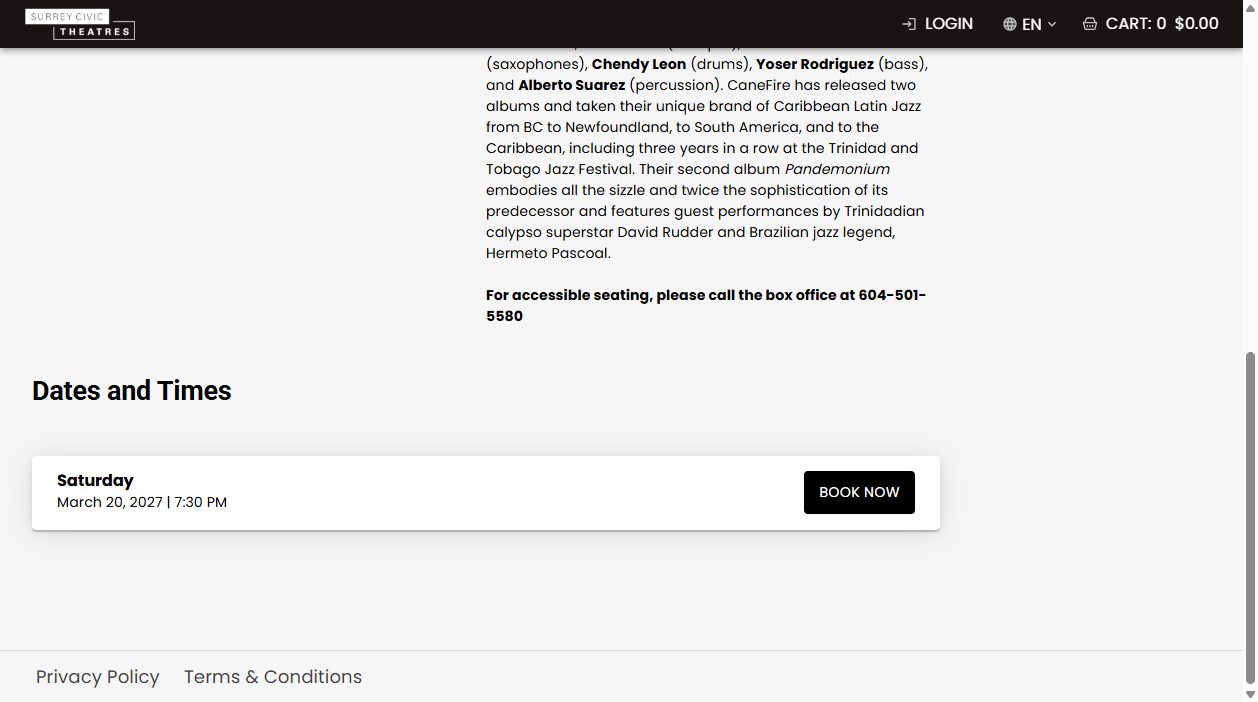 SURREY CIVIC
THEATRES
LOGIN
EN
CART: 0 $0.00
(saxophones), Chendy Leon (drums), Yoser Rodriguez (bass),
and Alberto Suarez (percussion). CaneFire has released two
albums and taken their unique brand of Caribbean Latin Jazz
from BC to Newfoundland, to South America, and to the
Caribbean, including three years in a row at the Trinidad and
Tobago Jazz Festival. Their second album Pandemonium
embodies all the sizzle and twice the sophistication of its
predecessor and features guest performances by Trinidadian
calypso superstar David Rudder and Brazilian jazz legend,
Hermeto Pascoal.
For accessible seating, please call the box office at 604-501-
5580
Dates and Times
Saturday
March 20, 2027 | 7:30 PM
BOOK NOW
Privacy Policy
Terms & Conditions